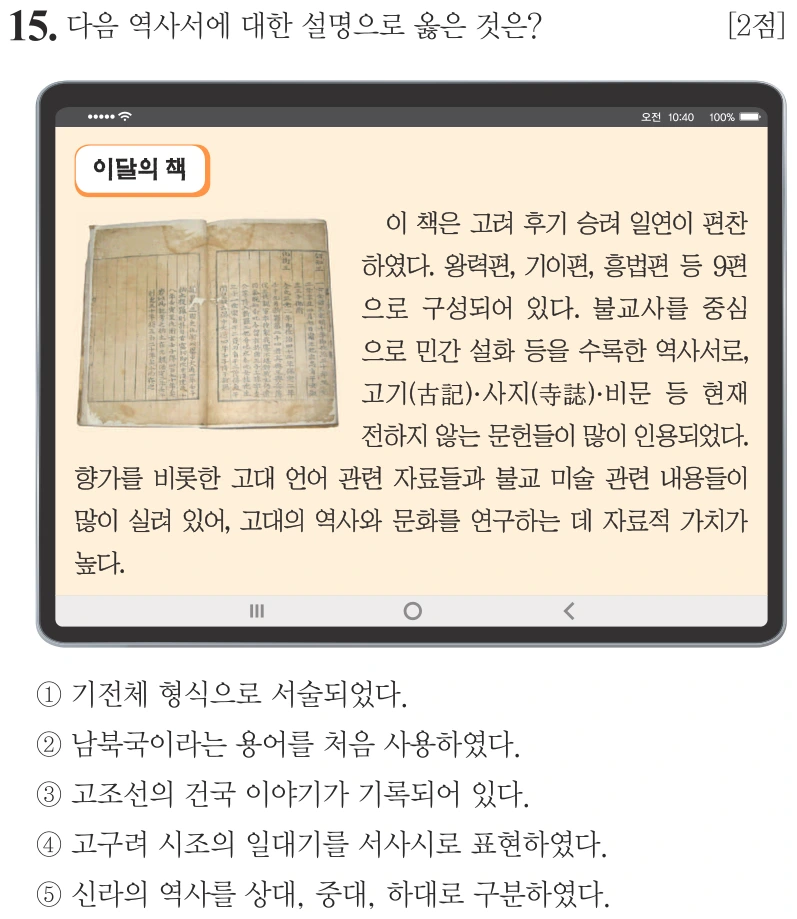 15. 다음 역사서에 대한 설명으로 옳은 것은? [2점]
오전 10:40 100%
이달의 책
이 책은 고려 후기 승려 일연이 편찬
하였다. 왕력편, 기이편, 흥법편 등 9편
으로 구성되어 있다. 불교사를 중심
으로 민간 설화 등을 수록한 역사서로,
고기(古記)·사지(寺誌)·비문 등 현재
전하지 않는 문헌들이 많이 인용되었다.
향가를 비롯한 고대 언어 관련 자료들과 불교 미술 관련 내용들이
많이 실려 있어, 고대의 역사와 문화를 연구하는 데 자료적 가치가
높다.
① 기전체 형식으로 서술되었다.
② 남북국이라는 용어를 처음 사용하였다.
③ 고조선의 건국 이야기가 기록되어 있다.
④ 고구려 시조의 일대기를 서사시로 표현하였다.
⑤ 신라의 역사를 상대, 중대, 하대로 구분하였다.